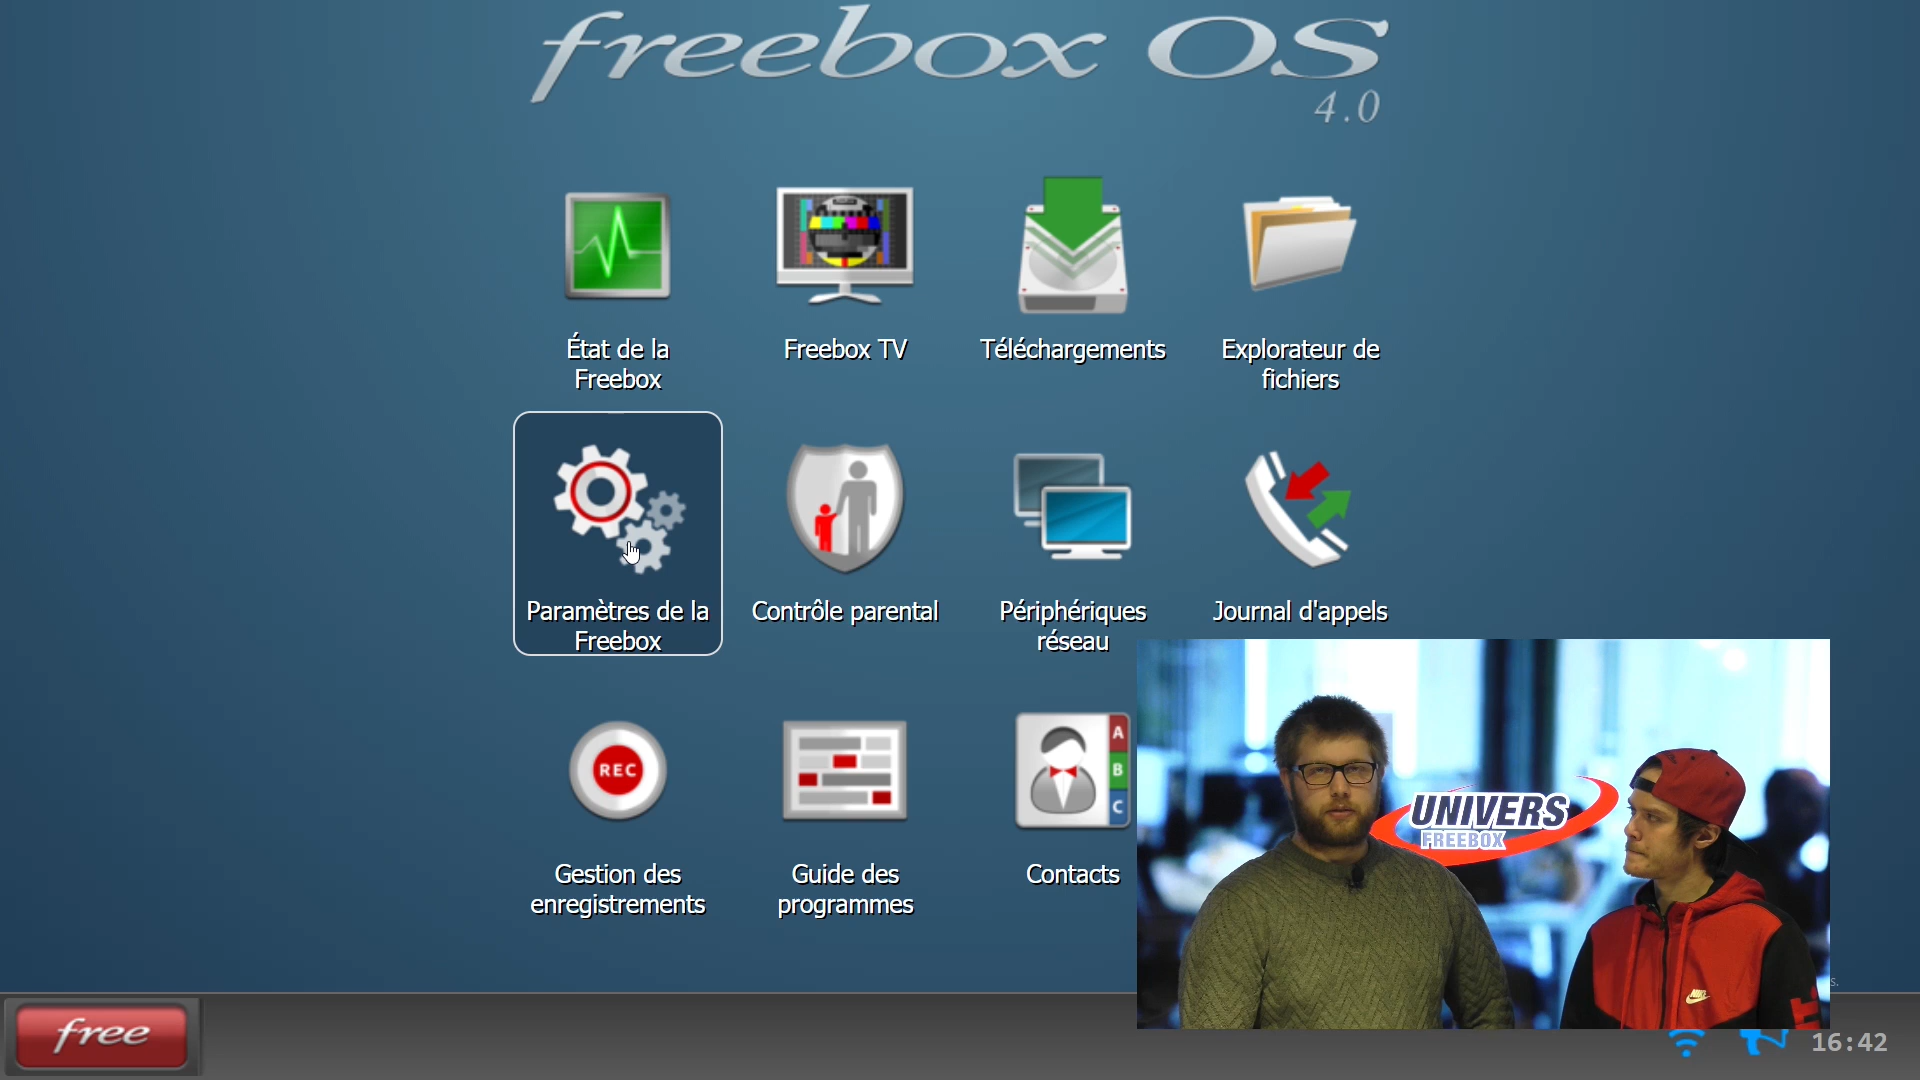 freebox OS
4.0
État de la
Freebox
Freebox TV
Téléchargements
Explorateur de
fichiers
Paramètres de la
Freebox
Contrôle parental
Périphériques
réseau
Journal d'appels
REC
Gestion des
enregistrements
Guide des
programmes
A
B
C
Contacts
UNIVERS
FREEBOX
NIKE
s.
free
16:42